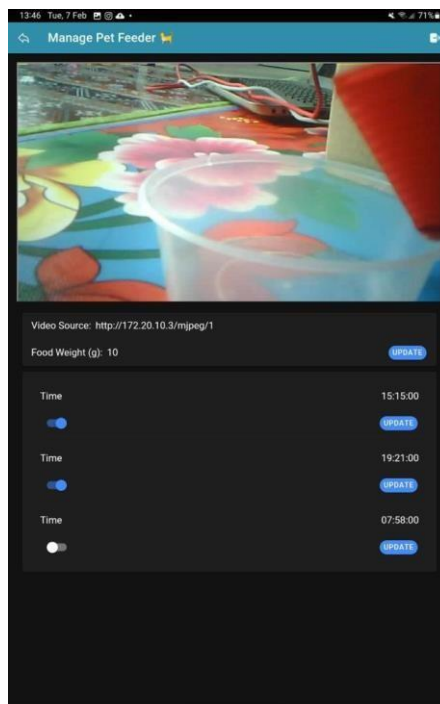 13:46 Tue, 7 Feb 71%
Manage Pet Feeder
Video Source: http://172.20.10.3/mjpeg/1
Food Weight (g): 10 UPDATE
Time 15:15:00
UPDATE
Time 19:21:00
UPDATE
Time 07:58:00
UPDATE